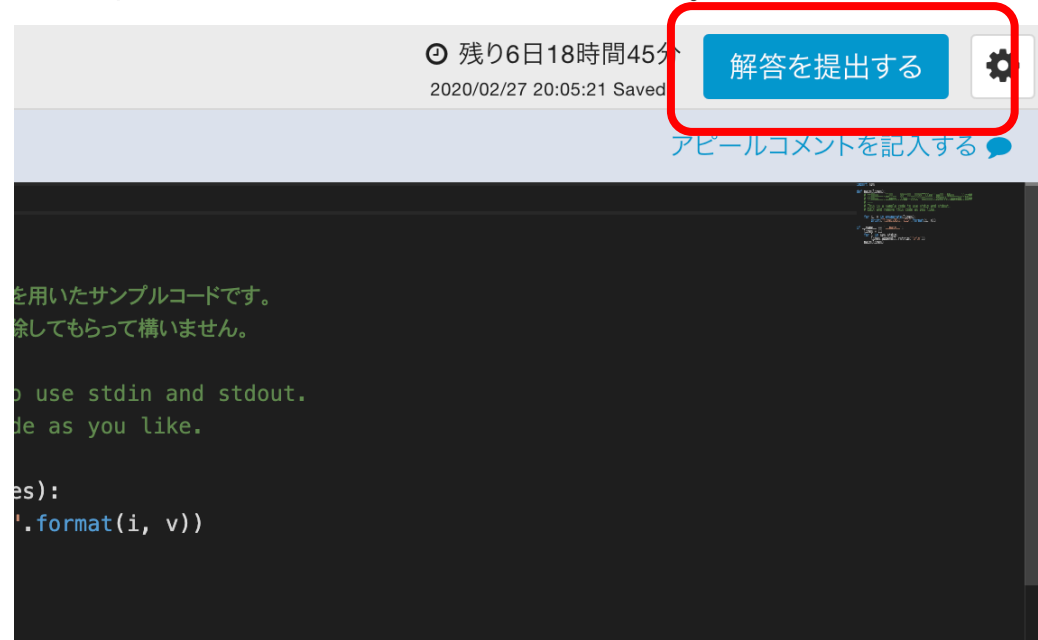 残り6日18時間45分
解答を提出する
2020/02/27 20:05:21 Saved
アピールコメントを記入する
を用いたサンプルコードです。
除してもらって構いません。
o use stdin and stdout.
de as you like.
es):
'.format(i, v))